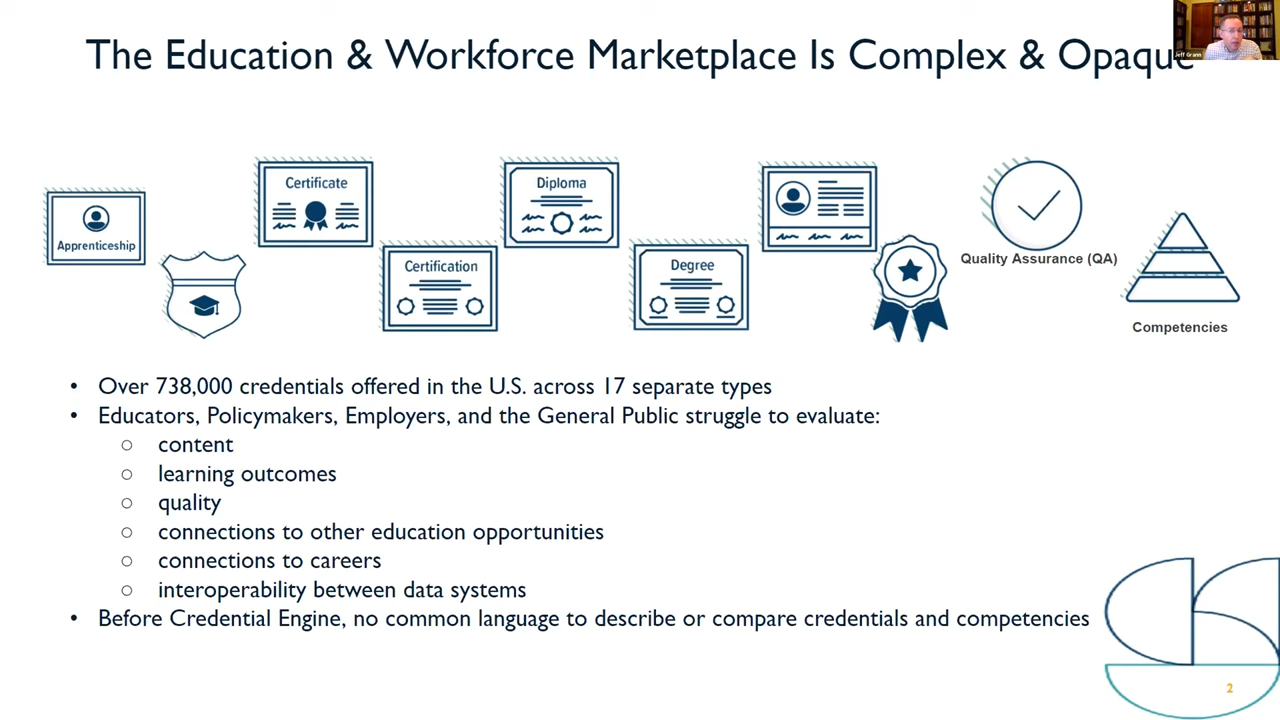 The Education & Workforce Marketplace Is Complex & Opaque
Jeff Grann
Apprenticeship
Certificate
Certification
Diploma
Degree
Quality Assurance (QA)
Competencies
• Over 738,000 credentials offered in the U.S. across 17 separate types
• Educators, Policymakers, Employers, and the General Public struggle to evaluate:
○ content
○ learning outcomes
○ quality
○ connections to other education opportunities
○ connections to careers
○ interoperability between data systems
• Before Credential Engine, no common language to describe or compare credentials and competencies
2